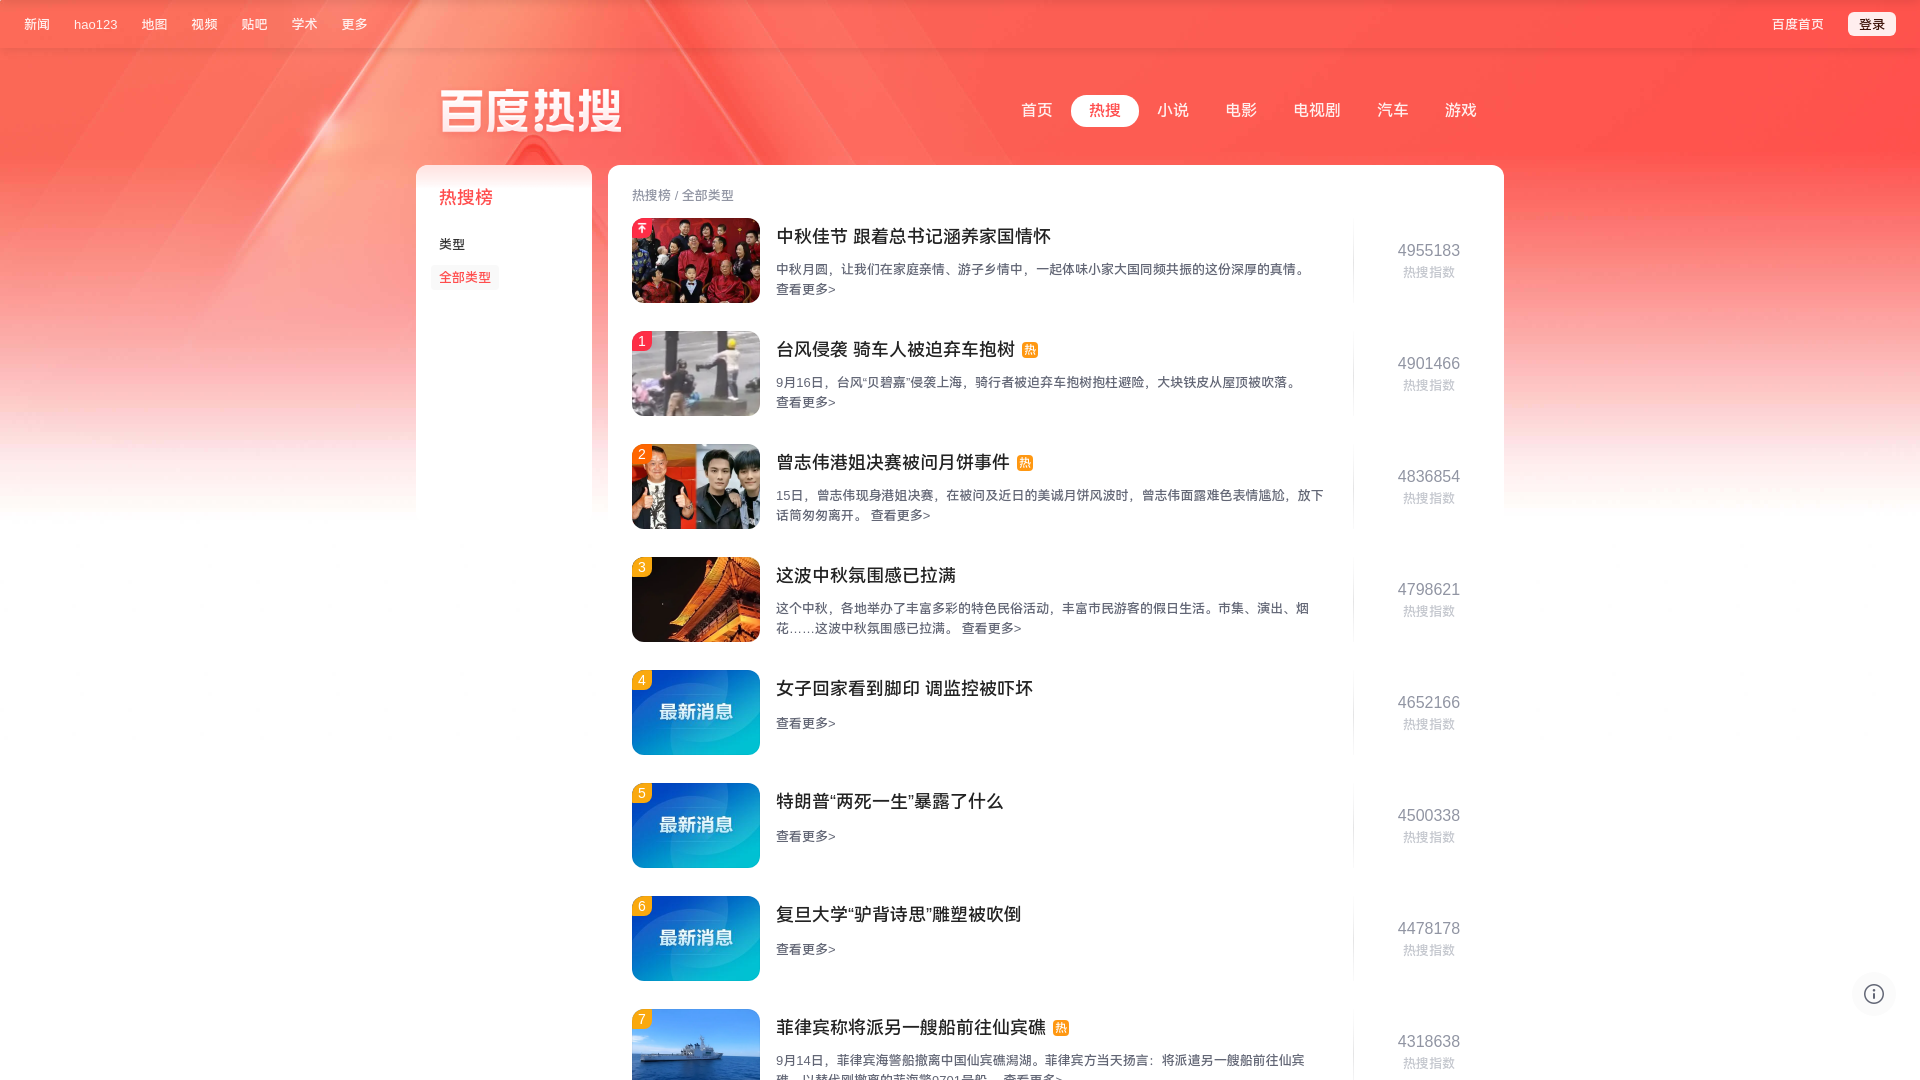 新闻 hao123 地图 视频 贴吧 学术 更多 百度首页 登录
百度热搜
首页 热搜 小说 电影 电视剧 汽车 游戏
热搜榜
类型
全部类型
热搜榜 / 全部类型
中秋佳节 跟着总书记涵养家国情怀
中秋月圆，让我们在家庭亲情、游子乡情中，一起体味小家大国同频共振的这份深厚的真情。
查看更多>
4955183
热搜指数
1
台风侵袭 骑车人被迫弃车抱树 热
9月16日，台风“贝碧嘉”侵袭上海，骑行者被迫弃车抱树抱柱避险，大块铁皮从屋顶被吹落。
查看更多>
4901466
热搜指数
2
曾志伟港姐决赛被问月饼事件 热
15日，曾志伟现身港姐决赛，在被问及近日的美诚月饼风波时，曾志伟面露难色表情尴尬，放下
话筒匆匆离开。 查看更多>
4836854
热搜指数
3
这波中秋氛围感已拉满
这个中秋，各地举办了丰富多彩的特色民俗活动，丰富市民游客的假日生活。市集、演出、烟
花……这波中秋氛围感已拉满。 查看更多>
4798621
热搜指数
4
最新消息
女子回家看到脚印 调监控被吓坏
查看更多>
4652166
热搜指数
5
最新消息
特朗普“两死一生”暴露了什么
查看更多>
4500338
热搜指数
6
最新消息
复旦大学“驴背诗思”雕塑被吹倒
查看更多>
4478178
热搜指数
7
菲律宾称将派另一艘船前往仙宾礁 热
9月14日，菲律宾海警船撤离中国仙宾礁潟湖。菲律宾方当天扬言：将派遣另一艘船前往仙宾
礁，以替代刚撤离的菲海警9701号船。 查看更多>
4318638
热搜指数